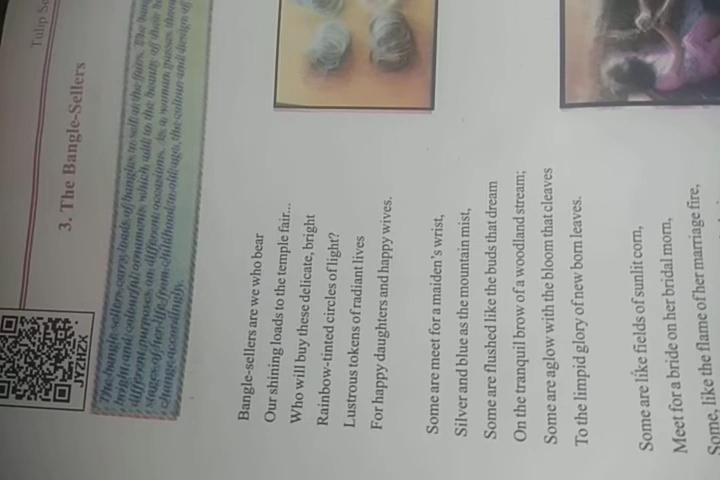 Tulip Se
3. The Bangle-Sellers
JTZHZX
The bangle-sellers carry loads of bangles to sell at the fairs. The
bright and colourful ornaments which add to the beauty of their
different purposes on different occasions. As a woman passes
stages of her life from childhood to old age, the colour and design of
change accordingly.
Bangle-sellers are we who bear
Our shining loads to the temple fair...
Who will buy these delicate, bright
Rainbow-tinted circles of light?
Lustrous tokens of radiant lives
For happy daughters and happy wives.
Some are meet for a maiden's wrist,
Silver and blue as the mountain mist,
Some are flushed like the buds that dream
On the tranquil brow of a woodland stream;
Some are aglow with the bloom that cleaves
To the limpid glory of new born leaves.
Some are like fields of sunlit corn,
Meet for a bride on her bridal morn,
Some, like the flame of her marriage fire,